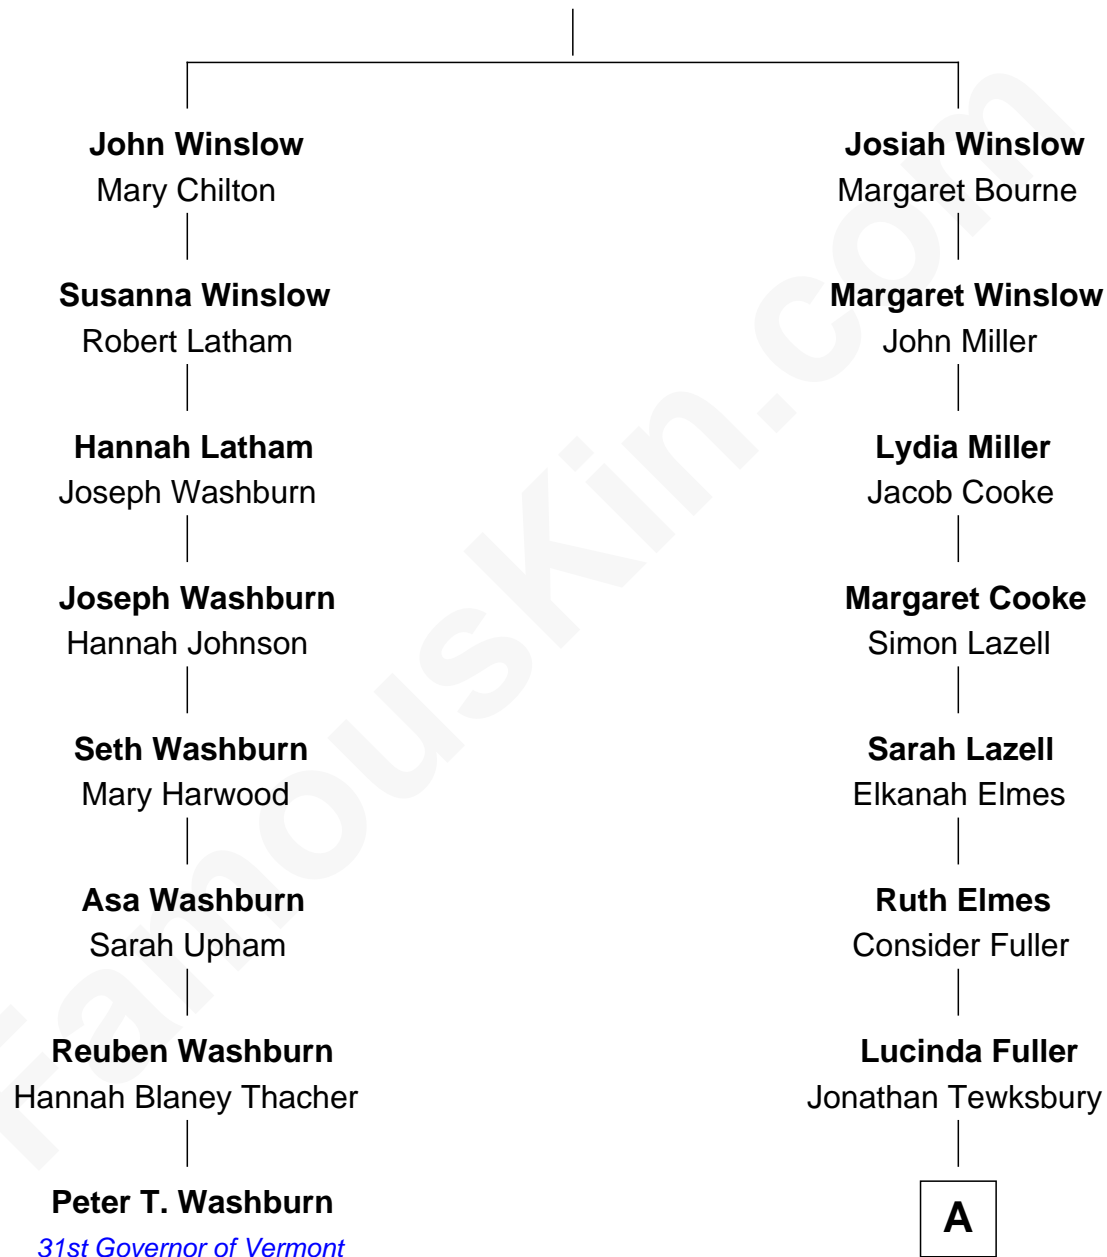 John Winslow
Mary Chilton
Susanna Winslow
Robert Latham
Hannah Latham
Joseph Washburn
Joseph Washburn
Hannah Johnson
Seth Washburn
Mary Harwood
Asa Washburn
Sarah Upham
Reuben Washburn
Hannah Blaney Thacher
Peter T. Washburn
31st Governor of Vermont
Josiah Winslow
Margaret Bourne
Margaret Winslow
John Miller
Lydia Miller
Jacob Cooke
Margaret Cooke
Simon Lazell
Sarah Lazell
Elkanah Elmes
Ruth Elmes
Consider Fuller
Lucinda Fuller
Jonathan Tewksbury
A
FamousKin.com